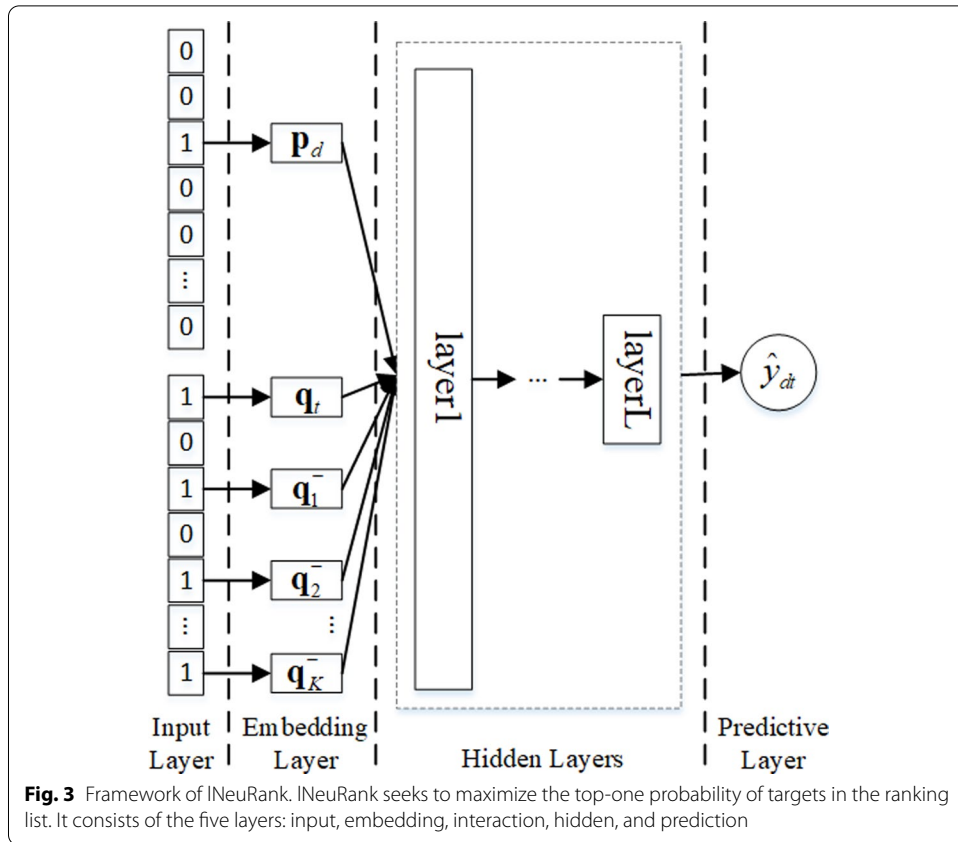 0
0
1
0
0
⋮
0
1
0
1
0
1
⋮
1
p_d
q_t
q_1^-
q_2^-
⋮
q_K^-
layer1
...
layerL
ŷ_dt
Input
Layer
Embedding
Layer
Hidden Layers
Predictive
Layer
Fig. 3 Framework of lNeuRank. lNeuRank seeks to maximize the top-one probability of targets in the ranking
list. It consists of the five layers: input, embedding, interaction, hidden, and prediction